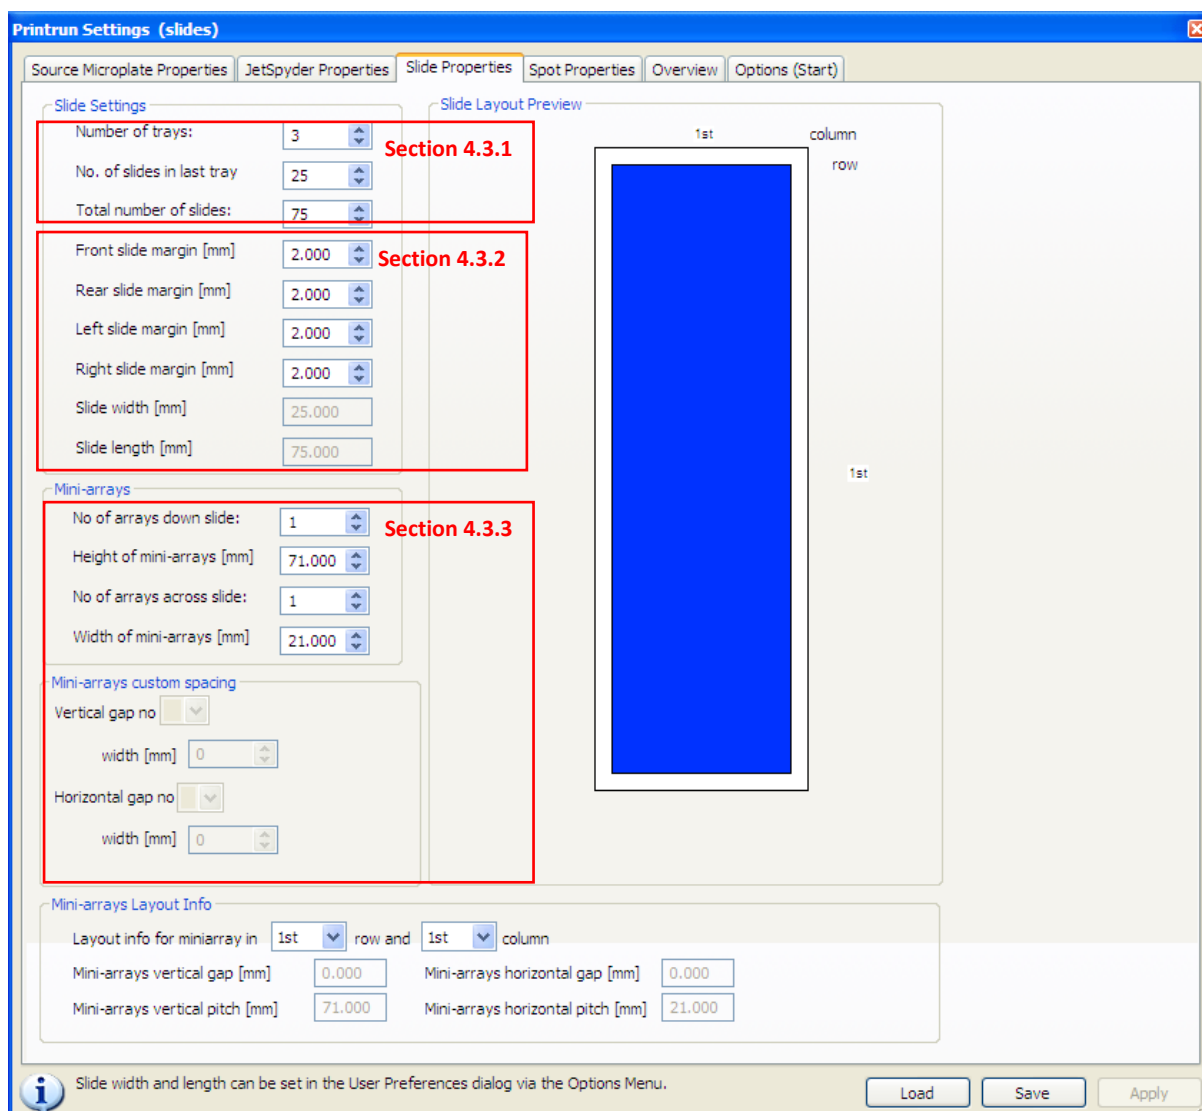 Printrun Settings (slides)
Source Microplate Properties JetSpyder Properties Slide Properties Spot Properties Overview Options (Start)
Slide Settings
Number of trays: 3
Section 4.3.1
No. of slides in last tray 25
Total number of slides: 75
Front slide margin [mm] 2.000
Section 4.3.2
Rear slide margin [mm] 2.000
Left slide margin [mm] 2.000
Right slide margin [mm] 2.000
Slide width [mm] 25.000
Slide length [mm] 75.000
Mini-arrays
No of arrays down slide: 1
Section 4.3.3
Height of mini-arrays [mm] 71.000
No of arrays across slide: 1
Width of mini-arrays [mm] 21.000
Mini-arrays custom spacing
Vertical gap no
width [mm] 0
Horizontal gap no
width [mm] 0
Slide Layout Preview
1st column
row
1st
Mini-arrays Layout Info
Layout info for miniarray in 1st row and 1st column
Mini-arrays vertical gap [mm] 0.000 Mini-arrays horizontal gap [mm] 0.000
Mini-arrays vertical pitch [mm] 71.000 Mini-arrays horizontal pitch [mm] 21.000
Slide width and length can be set in the User Preferences dialog via the Options Menu.
Load Save Apply